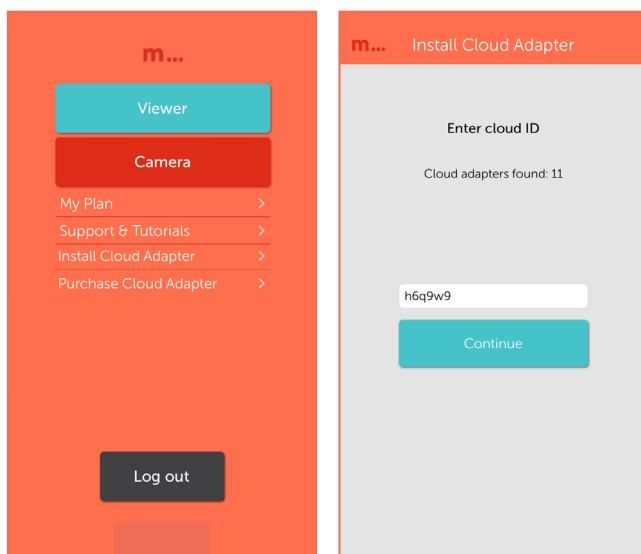 m...
Viewer
Camera
My Plan
Support & Tutorials
Install Cloud Adapter
Purchase Cloud Adapter
Log out
m... Install Cloud Adapter
Enter cloud ID
Cloud adapters found: 11
h6q9w9
Continue